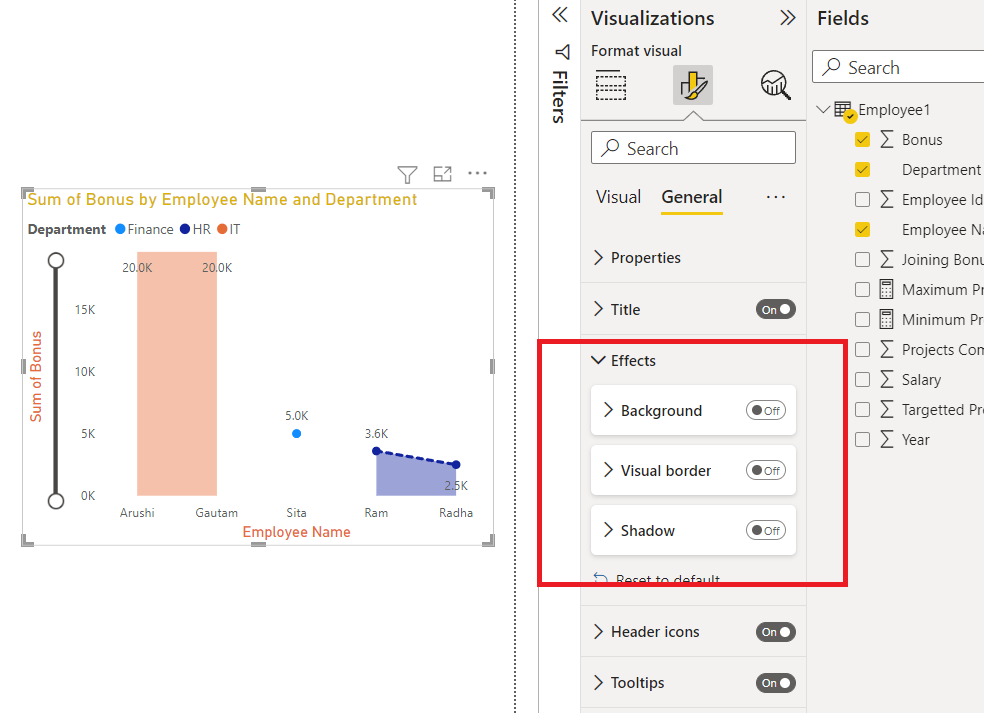 Visualizations
Fields
Format visual
Filters
Search
Search
Employee1
Bonus
Department
Employee Id
Employee Na
Joining Bonu
Maximum Pr
Minimum Pr
Projects Com
Salary
Targetted Pro
Year
Visual General
Properties
Title On
Effects
Background Off
Visual border Off
Shadow Off
Reset to default
Header icons On
Tooltips On
Sum of Bonus by Employee Name and Department
Department Finance HR IT
20.0K 20.0K
15K
10K
5.0K
5K
3.6K
2.5K
0K
Sum of Bonus
Arushi Gautam Sita Ram Radha
Employee Name